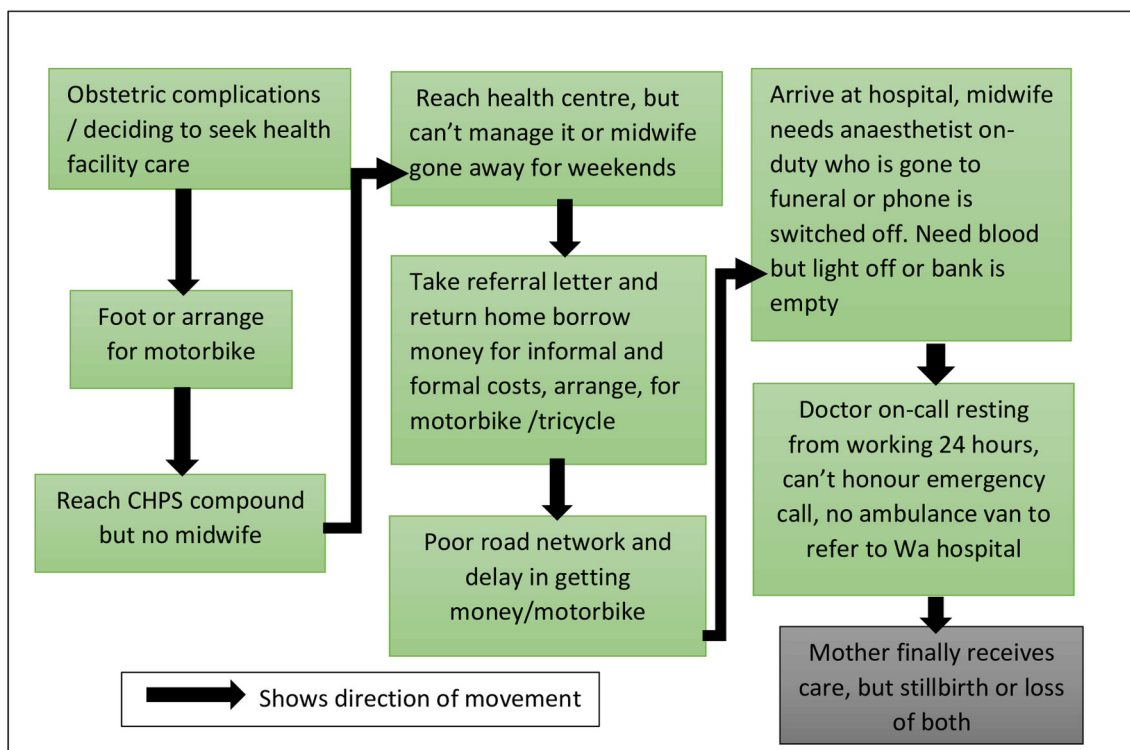 Obstetric complications
/ deciding to seek health
facility care
Foot or arrange
for motorbike
Reach CHPS compound
but no midwife
Reach health centre, but
can’t manage it or midwife
gone away for weekends
Take referral letter and
return home borrow
money for informal and
formal costs, arrange, for
motorbike /tricycle
Poor road network and
delay in getting
money/motorbike
Arrive at hospital, midwife
needs anaesthetist on-
duty who is gone to
funeral or phone is
switched off. Need blood
but light off or bank is
empty
Doctor on-call resting
from working 24 hours,
can’t honour emergency
call, no ambulance van to
refer to Wa hospital
Mother finally receives
care, but stillbirth or loss
of both
Shows direction of movement